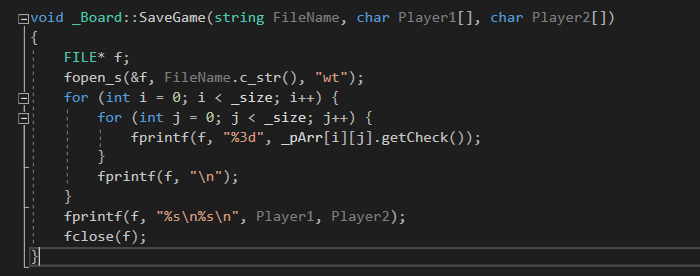 void _Board::SaveGame(string FileName, char Player1[], char Player2[])
{
FILE* f;
fopen_s(&f, FileName.c_str(), "wt");
for (int i = 0; i < _size; i++) {
for (int j = 0; j < _size; j++) {
fprintf(f, "%3d", _pArr[i][j].getCheck());
}
fprintf(f, "\n");
}
fprintf(f, "%s\n%s\n", Player1, Player2);
fclose(f);
}